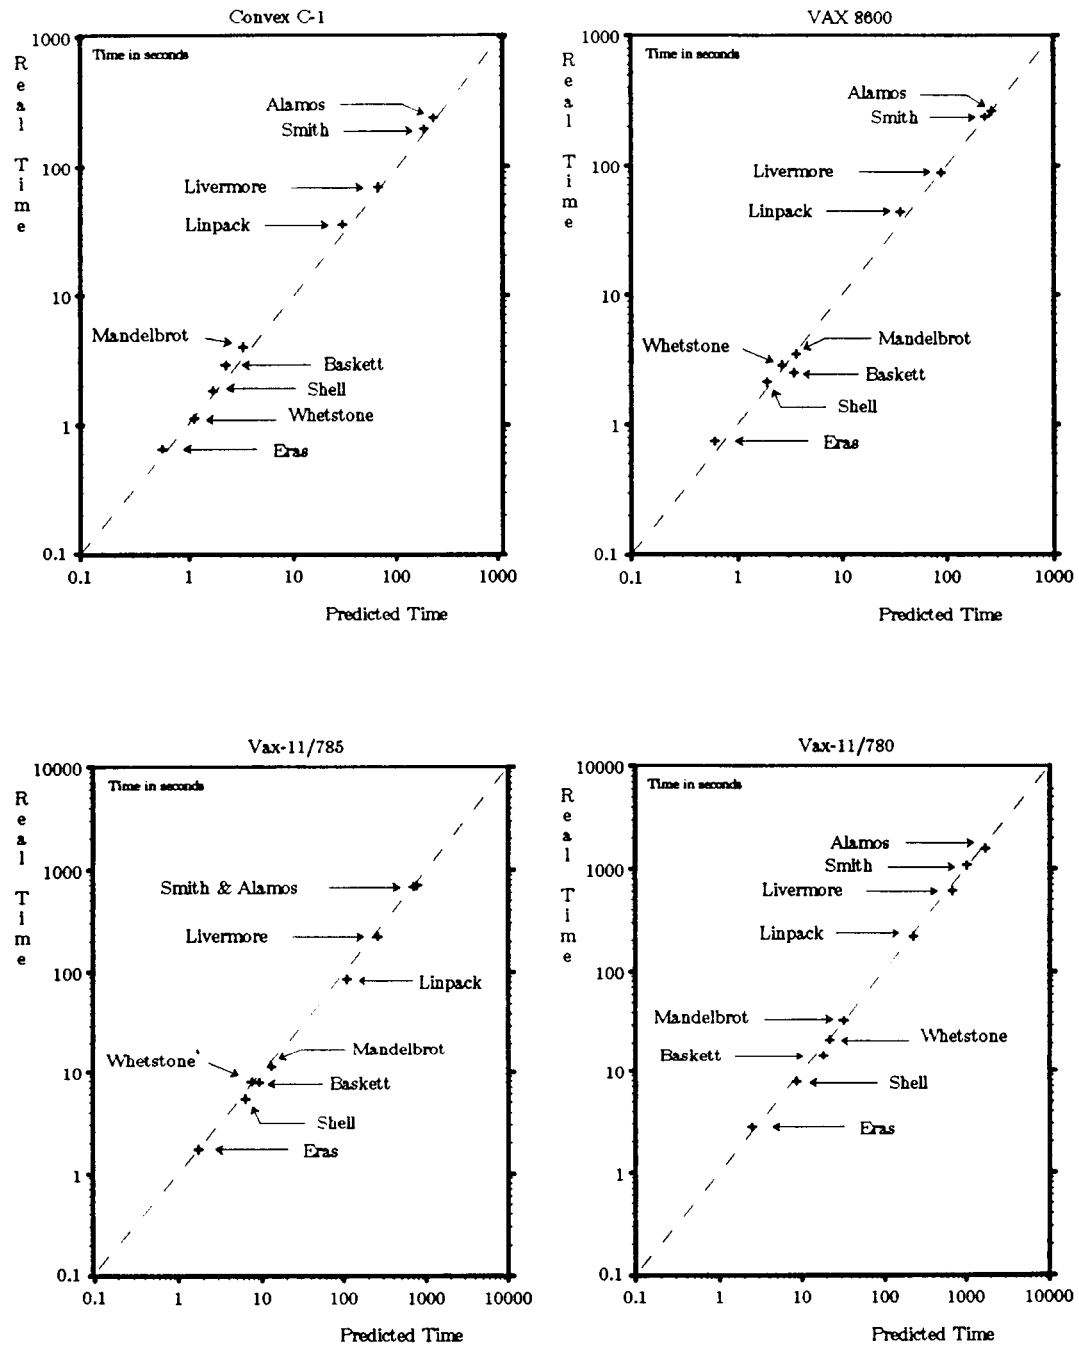 Convex C-1
1000
Time in seconds
Real Time
Alamos
Smith
100
Livermore
Linpack
10
Mandelbrot
Baskett
Shell
Whetstone
1
Eras
0.1
0.1 1 10 100 1000
Predicted Time
VAX 8600
1000
Time in seconds
Real Time
Alamos
Smith
100
Livermore
Linpack
10
Mandelbrot
Whetstone
Baskett
Shell
1
Eras
0.1
0.1 1 10 100 1000
Predicted Time
Vax-11/785
10000
Time in seconds
Real Time
1000
Smith & Alamos
Livermore
100
Linpack
Mandelbrot
Whetstone
10
Baskett
Shell
Eras
1
0.1
0.1 1 10 100 1000 10000
Predicted Time
Vax-11/780
10000
Time in seconds
Real Time
Alamos
Smith
1000
Livermore
Linpack
100
Mandelbrot
Whetstone
Baskett
10
Shell
Eras
1
0.1
0.1 1 10 100 1000 10000
Predicted Time